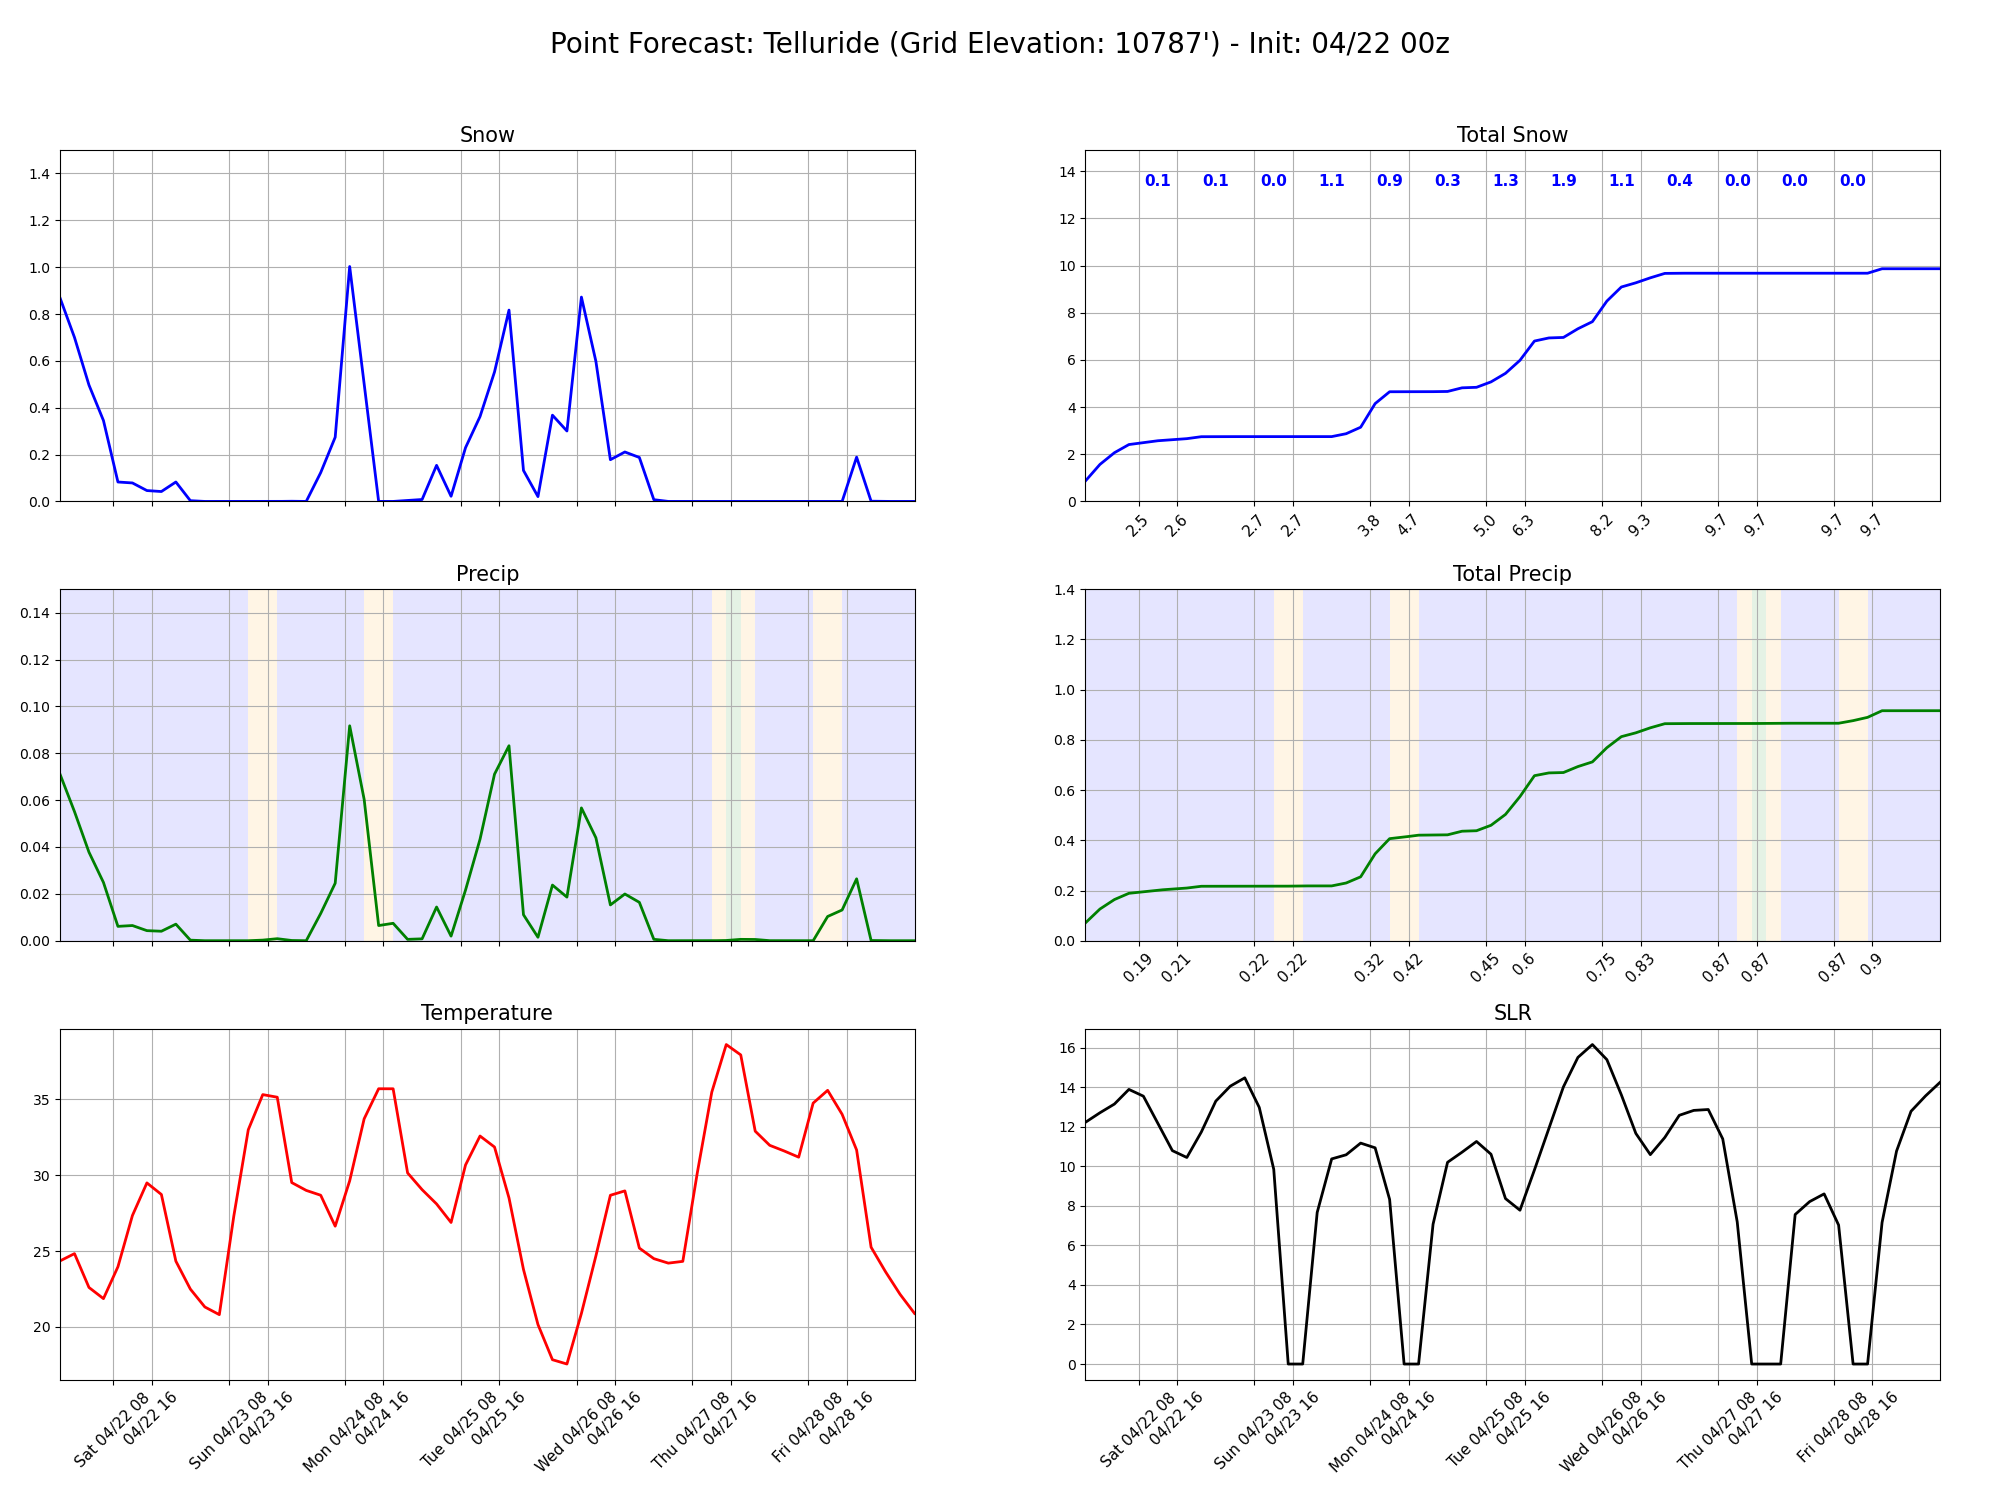 Point Forecast: Telluride (Grid Elevation: 10787') - Init: 04/22 00z
Snow
1.4
1.2
1.0
0.8
0.6
0.4
0.2
0.0
Total Snow
14
12
10
8
6
4
2
0
0.1 0.1 0.0 1.1 0.9 0.3 1.3 1.9 1.1 0.4 0.0 0.0 0.0
2.5 2.6 2.7 2.7 3.8 4.7 5.0 6.3 8.2 9.3 9.7 9.7 9.7 9.7
Precip
0.14
0.12
0.10
0.08
0.06
0.04
0.02
0.00
Total Precip
1.4
1.2
1.0
0.8
0.6
0.4
0.2
0.0
0.19 0.21 0.22 0.22 0.32 0.42 0.45 0.6 0.75 0.83 0.87 0.87 0.87 0.9
Temperature
35
30
25
20
Sat 04/22 08
04/22 16
Sun 04/23 08
04/23 16
Mon 04/24 08
04/24 16
Tue 04/25 08
04/25 16
Wed 04/26 08
04/26 16
Thu 04/27 08
04/27 16
Fri 04/28 08
04/28 16
SLR
16
14
12
10
8
6
4
2
0
Sat 04/22 08
04/22 16
Sun 04/23 08
04/23 16
Mon 04/24 08
04/24 16
Tue 04/25 08
04/25 16
Wed 04/26 08
04/26 16
Thu 04/27 08
04/27 16
Fri 04/28 08
04/28 16